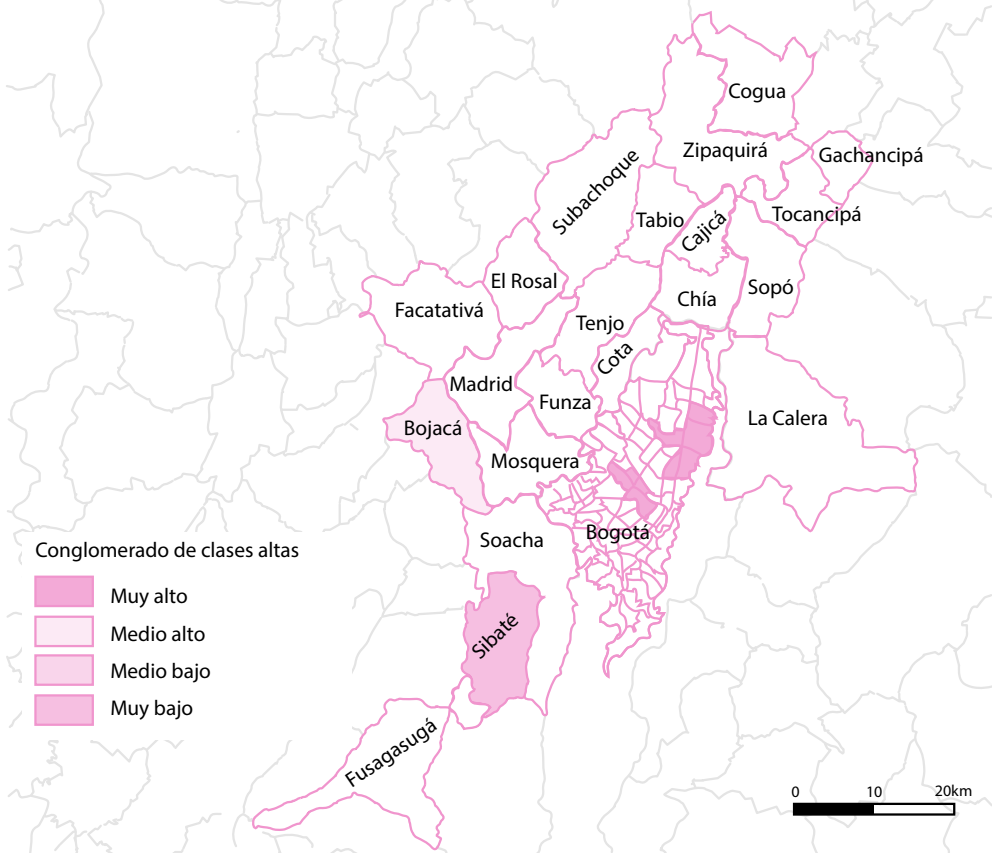 Cogua
Zipaquirá
Gachancipá
Subachoque
Tabio
Cajicá
Tocancipá
El Rosal
Facatativá
Chía
Sopó
Tenjo
Cota
Madrid
Funza
Bojacá
La Calera
Mosquera
Soacha
Bogotá
Sibaté
Fusagasugá
Conglomerado de clases altas
Muy alto
Medio alto
Medio bajo
Muy bajo
0 10 20km